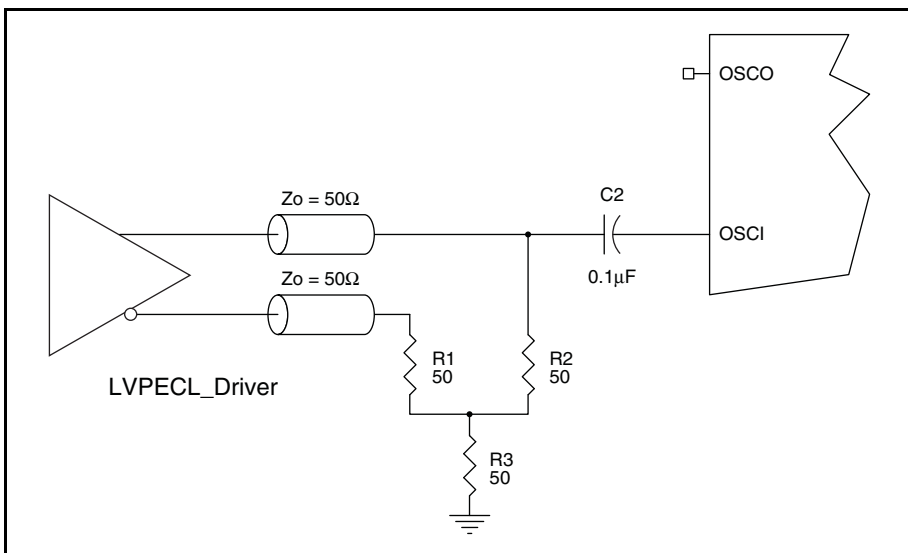 OSCO
C2
Zo = 50Ω
OSCI
0.1μF
Zo = 50Ω
R1
50
R2
50
LVPECL_Driver
R3
50